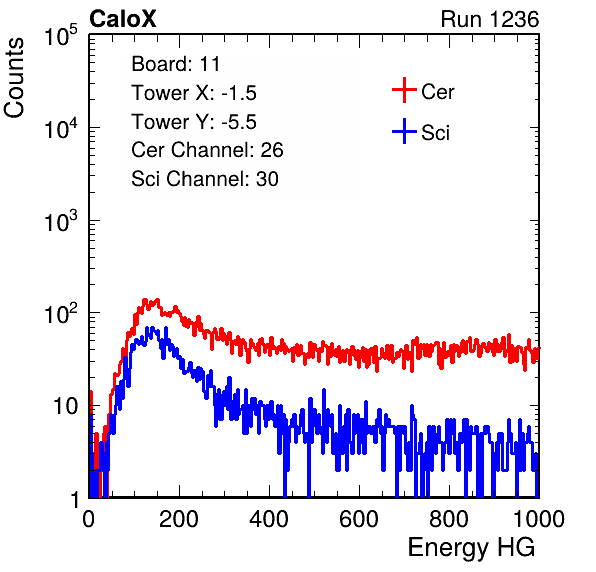 CaloX Run 1236
Counts
10^5
10^4
10^3
10^2
10
1
Board: 11
Tower X: -1.5
Tower Y: -5.5
Cer Channel: 26
Sci Channel: 30
Cer
Sci
0 200 400 600 800 1000
Energy HG